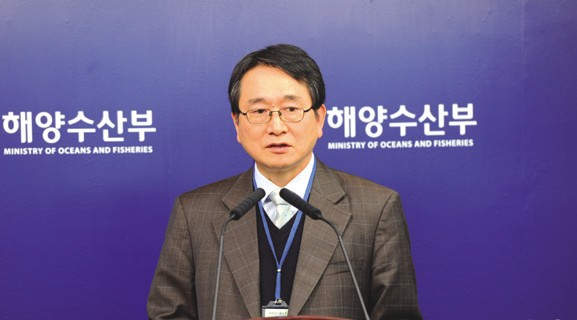 해양수산부
MINISTRY OF OCEANS AND FISHERIES
해양수산부
MINISTRY OF OCEANS AND FISHERIES